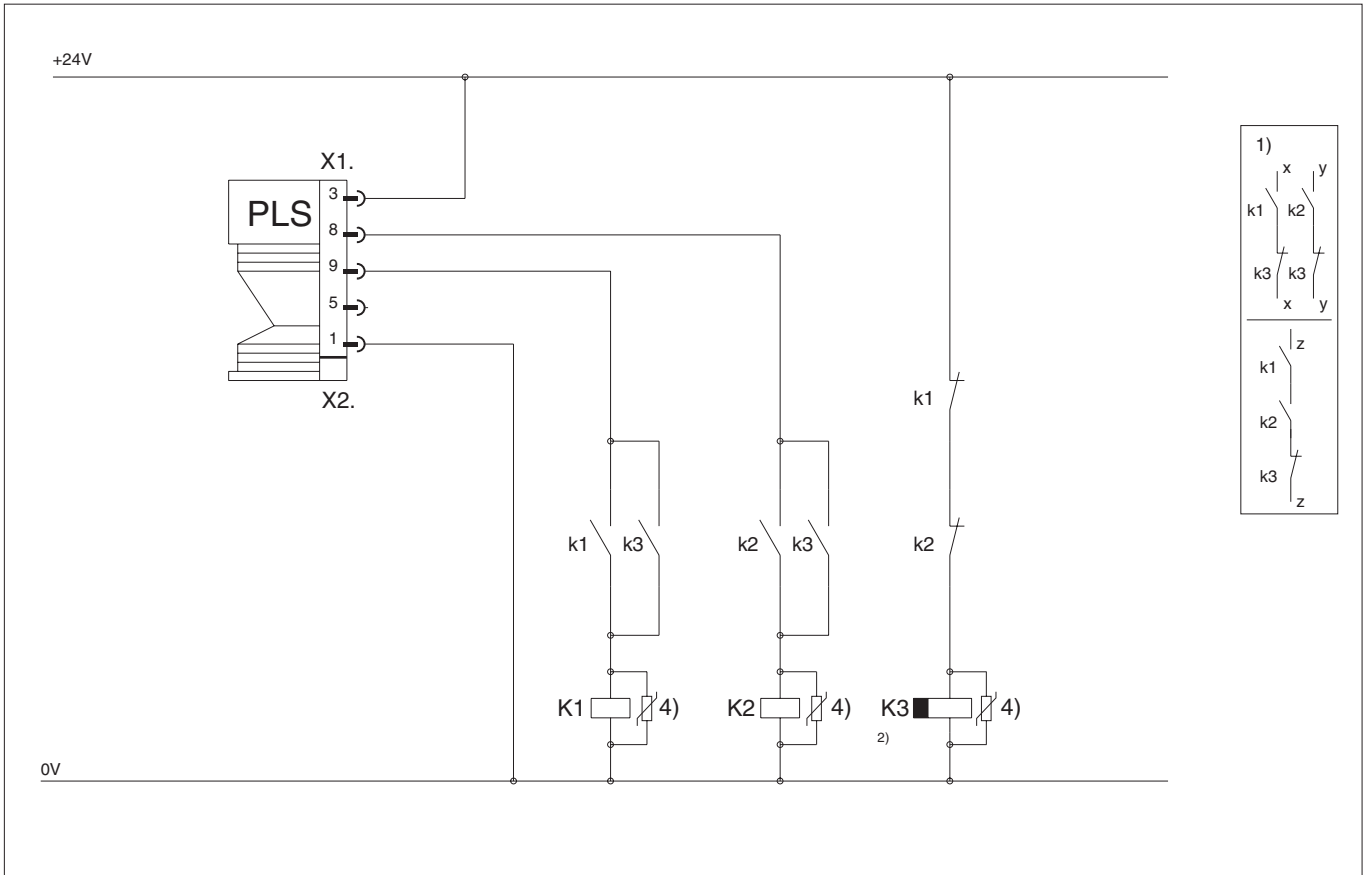 +24V
X1.
PLS
3
8
9
5
1
X2.
1)
x y
k1 k2
k3 k3
x y
z
k1
k2
k3
z
k1
k1 k3 k2 k3 k2
K1 4) K2 4) K3 4)
2)
0V